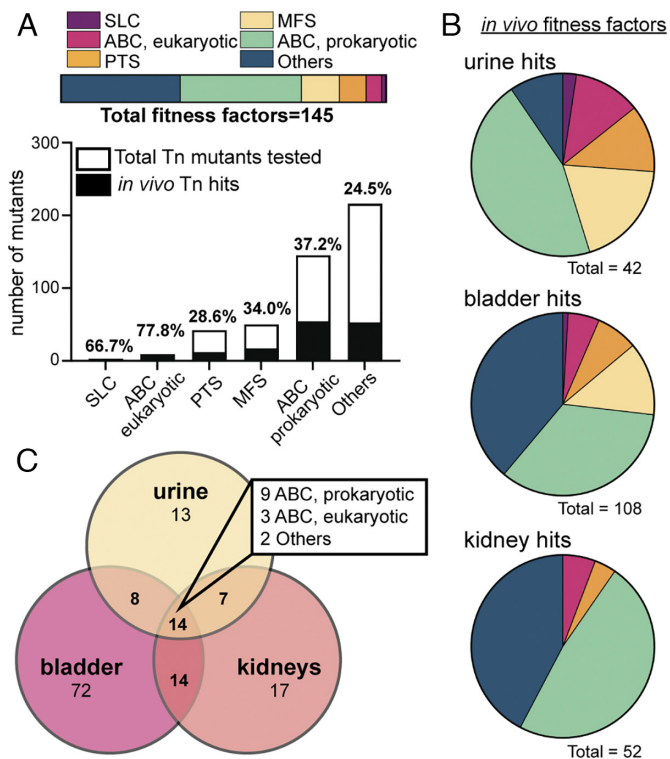 A
SLC
MFS
ABC, eukaryotic
ABC, prokaryotic
PTS
Others
Total fitness factors=145
number of mutants
300
200
100
0
Total Tn mutants tested
in vivo Tn hits
66.7%
77.8%
28.6%
34.0%
37.2%
24.5%
SLC
ABC
eukaryotic
PTS
MFS
ABC
prokaryotic
Others
B
in vivo fitness factors
urine hits
Total = 42
bladder hits
Total = 108
kidney hits
Total = 52
C
urine
13
9 ABC, prokaryotic
3 ABC, eukaryotic
2 Others
8
7
14
bladder
72
kidneys
17
14